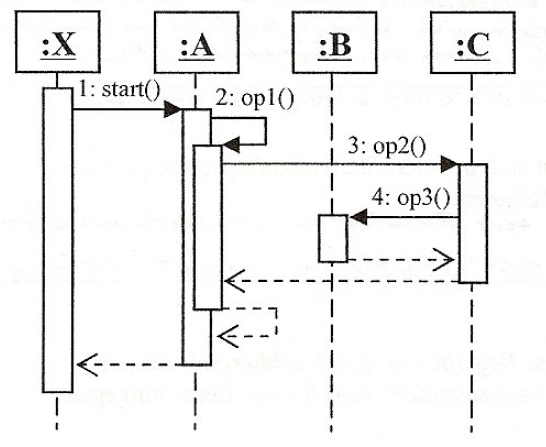 :X
:A
:B
:C
1: start()
2: op1()
3: op2()
4: op3()